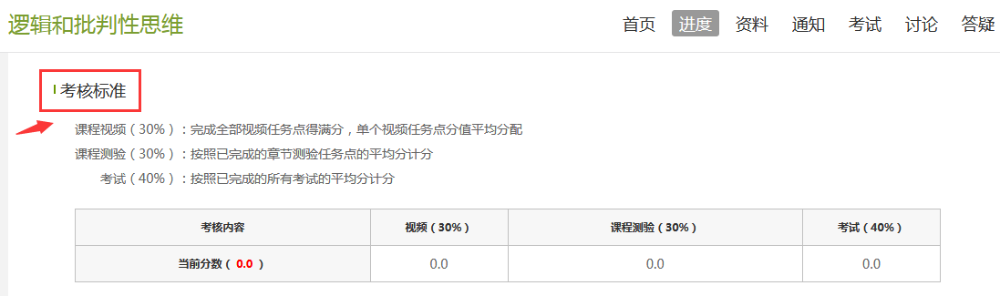 逻辑和批判性思维
首页 进度 资料 通知 考试 讨论 答疑
考核标准
课程视频（30%）：完成全部视频任务点得满分，单个视频任务点分值平均分配
课程测验（30%）：按照已完成的章节测验任务点的平均分计分
考试（40%）：按照已完成的所有考试的平均分计分
考核内容 视频（30%） 课程测验（30%） 考试（40%）
当前分数（ 0.0 ） 0.0 0.0 0.0